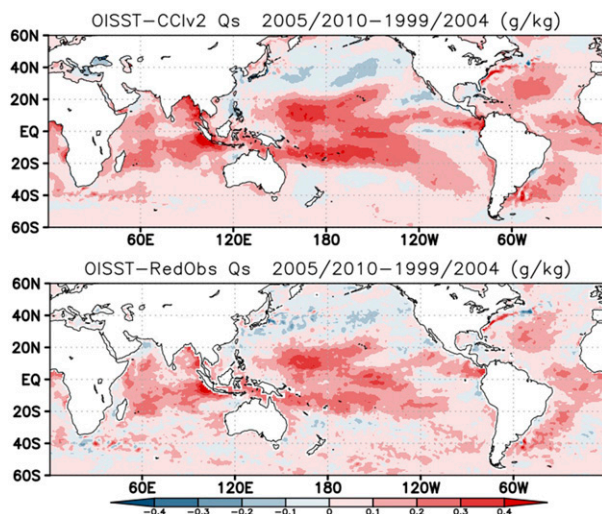 OISST-CCIv2 Qs 2005/2010-1999/2004 (g/kg)
60N
40N
20N
EQ
20S
40S
60S
60E 120E 180 120W 60W
OISST-RedObs Qs 2005/2010-1999/2004 (g/kg)
60N
40N
20N
EQ
20S
40S
60S
60E 120E 180 120W 60W
-0.4 -0.3 -0.2 -0.1 0 0.1 0.2 0.3 0.4